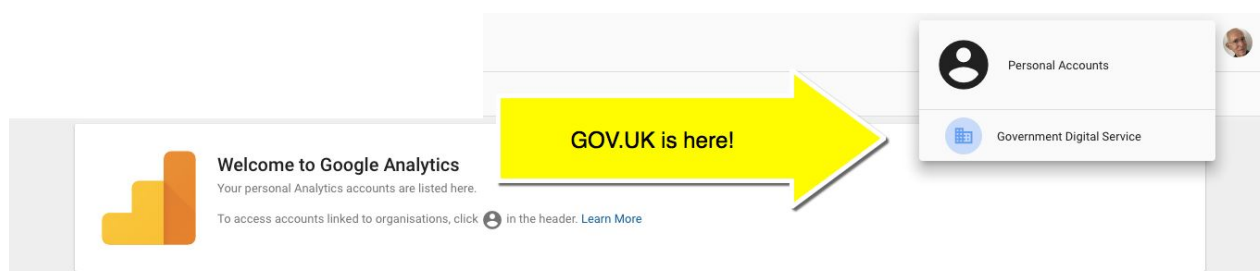 Personal Accounts
GOV.UK is here!
Government Digital Service
Welcome to Google Analytics
Your personal Analytics accounts are listed here.
To access accounts linked to organisations, click in the header. Learn More